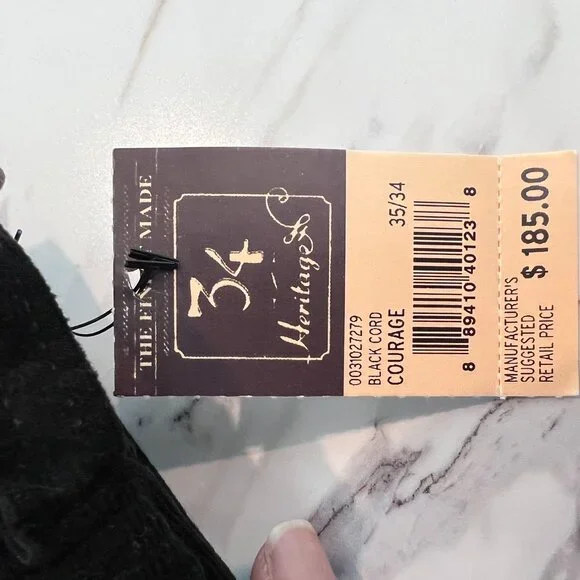 THE FINEST MADE
34
Heritage
0031027279
BLACK CORD
COURAGE 35/34
8 89410 40123 8
MANUFACTURER'S
SUGGESTED
RETAIL PRICE $ 185.00